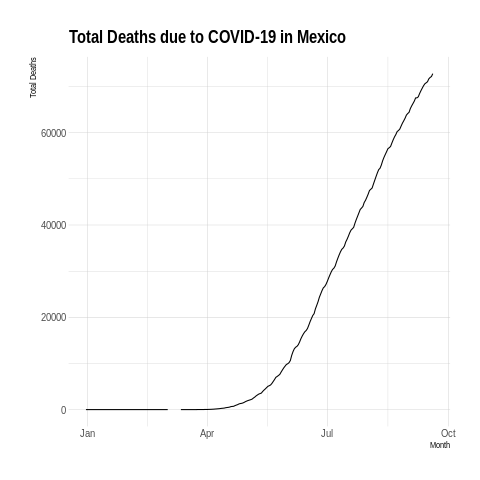 Total Deaths due to COVID-19 in Mexico
Total Deaths
60000
40000
20000
0
Jan Apr Jul Oct
Month